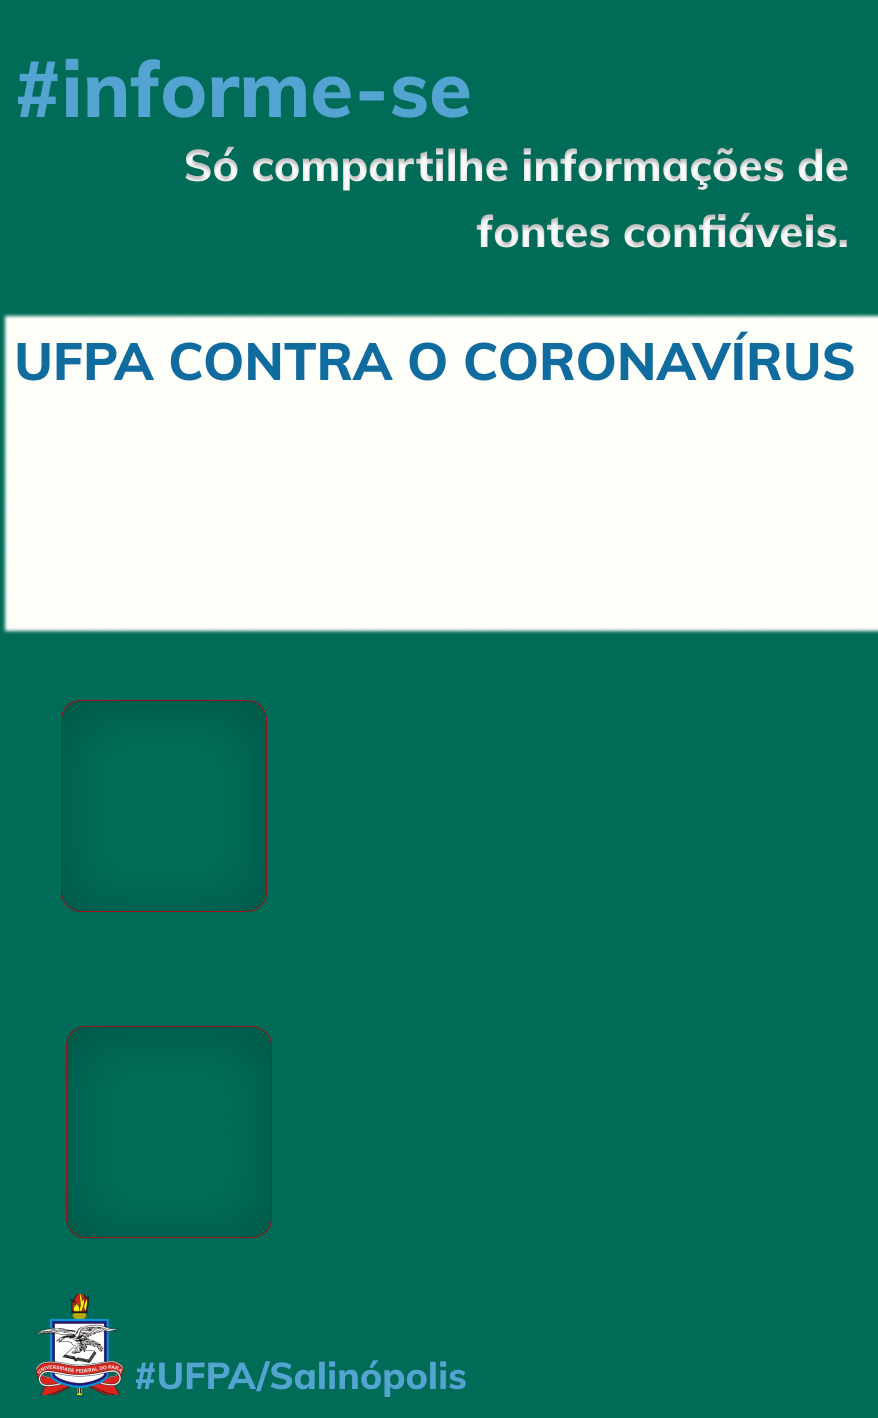 #informe-se
Só compartilhe informações de
fontes confiáveis.
UFPA CONTRA O CORONAVÍRUS
UNIVERSIDADE FEDERAL DO PARÁ
#UFPA/Salinópolis